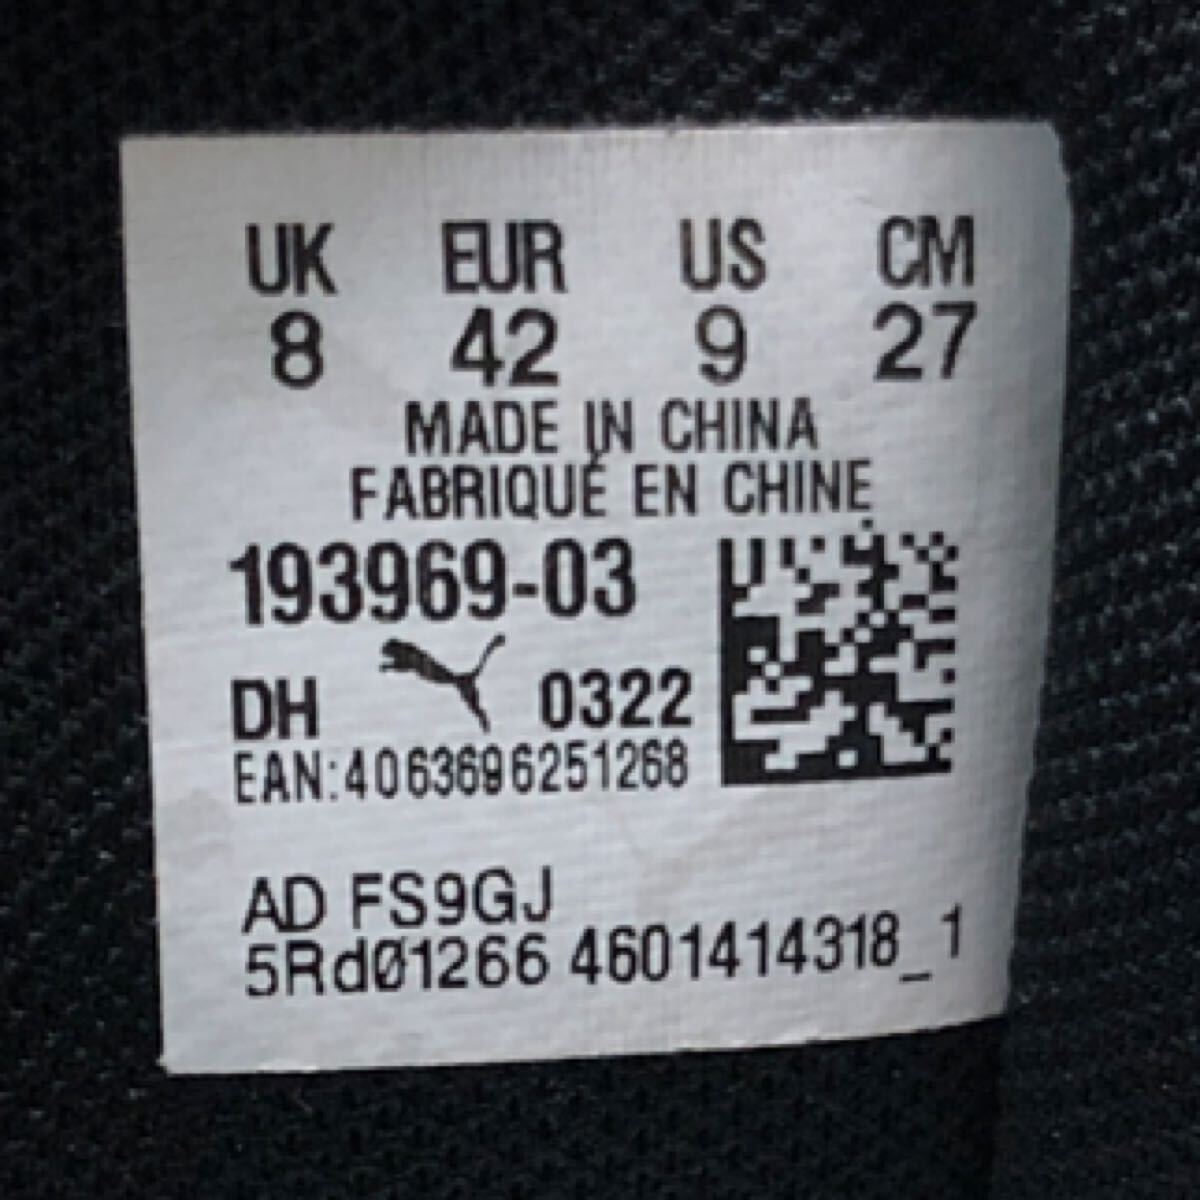 UK EUR US CM
8 42 9 27
MADE IN CHINA
FABRIQUÉ EN CHINE
193969-03
DH 0322
EAN:4063696251268
AD FS9GJ
5Rdø1266 4601414318_1